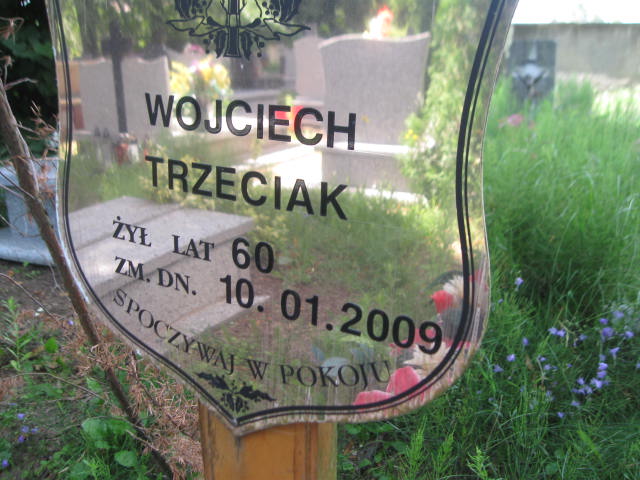 WOJCIECH
TRZECIAK
ŻYŁ LAT 60
ZM. DN. 10.01.2009
SPOCZYWAJ W POKOJU